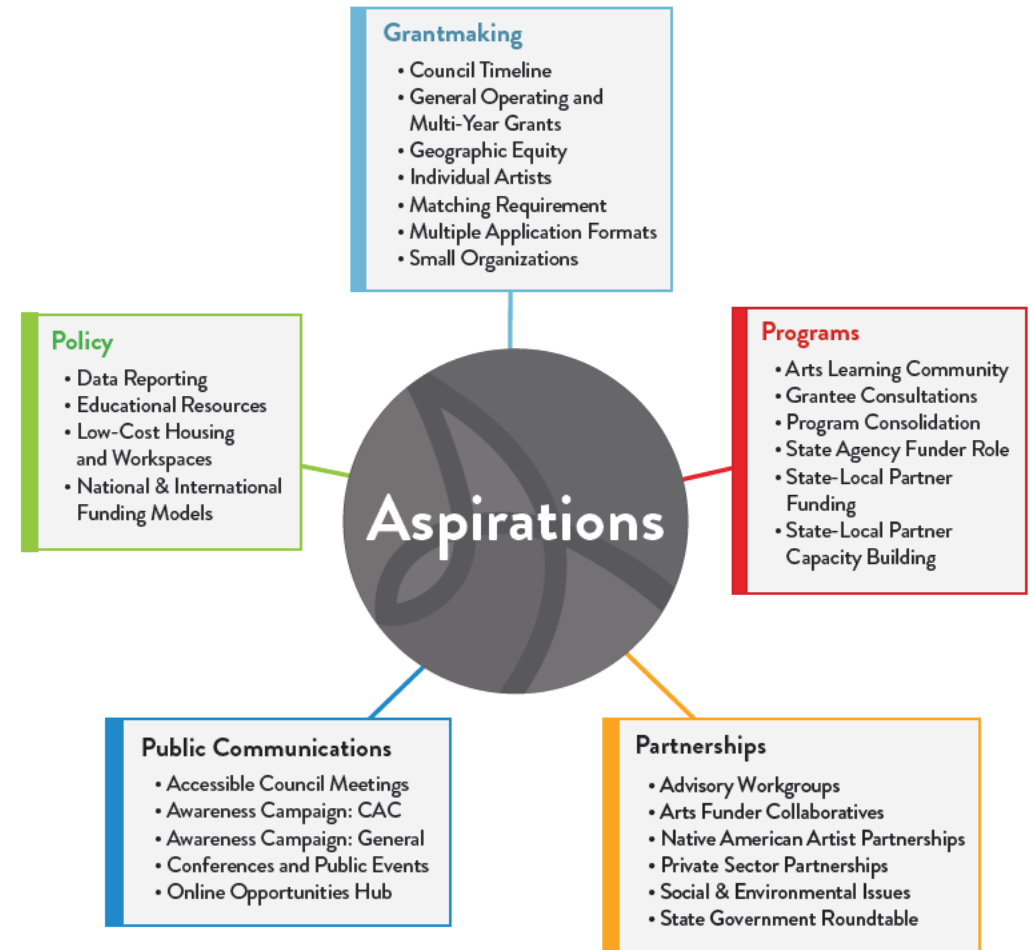 Grantmaking
• Council Timeline
• General Operating and
Multi-Year Grants
• Geographic Equity
• Individual Artists
• Matching Requirement
• Multiple Application Formats
• Small Organizations
Policy
• Data Reporting
• Educational Resources
• Low-Cost Housing
and Workspaces
• National & International
Funding Models
Programs
• Arts Learning Community
• Grantee Consultations
• Program Consolidation
• State Agency Funder Role
• State-Local Partner
Funding
• State-Local Partner
Capacity Building
Aspirations
Public Communications
• Accessible Council Meetings
• Awareness Campaign: CAC
• Awareness Campaign: General
• Conferences and Public Events
• Online Opportunities Hub
Partnerships
• Advisory Workgroups
• Arts Funder Collaboratives
• Native American Artist Partnerships
• Private Sector Partnerships
• Social & Environmental Issues
• State Government Roundtable